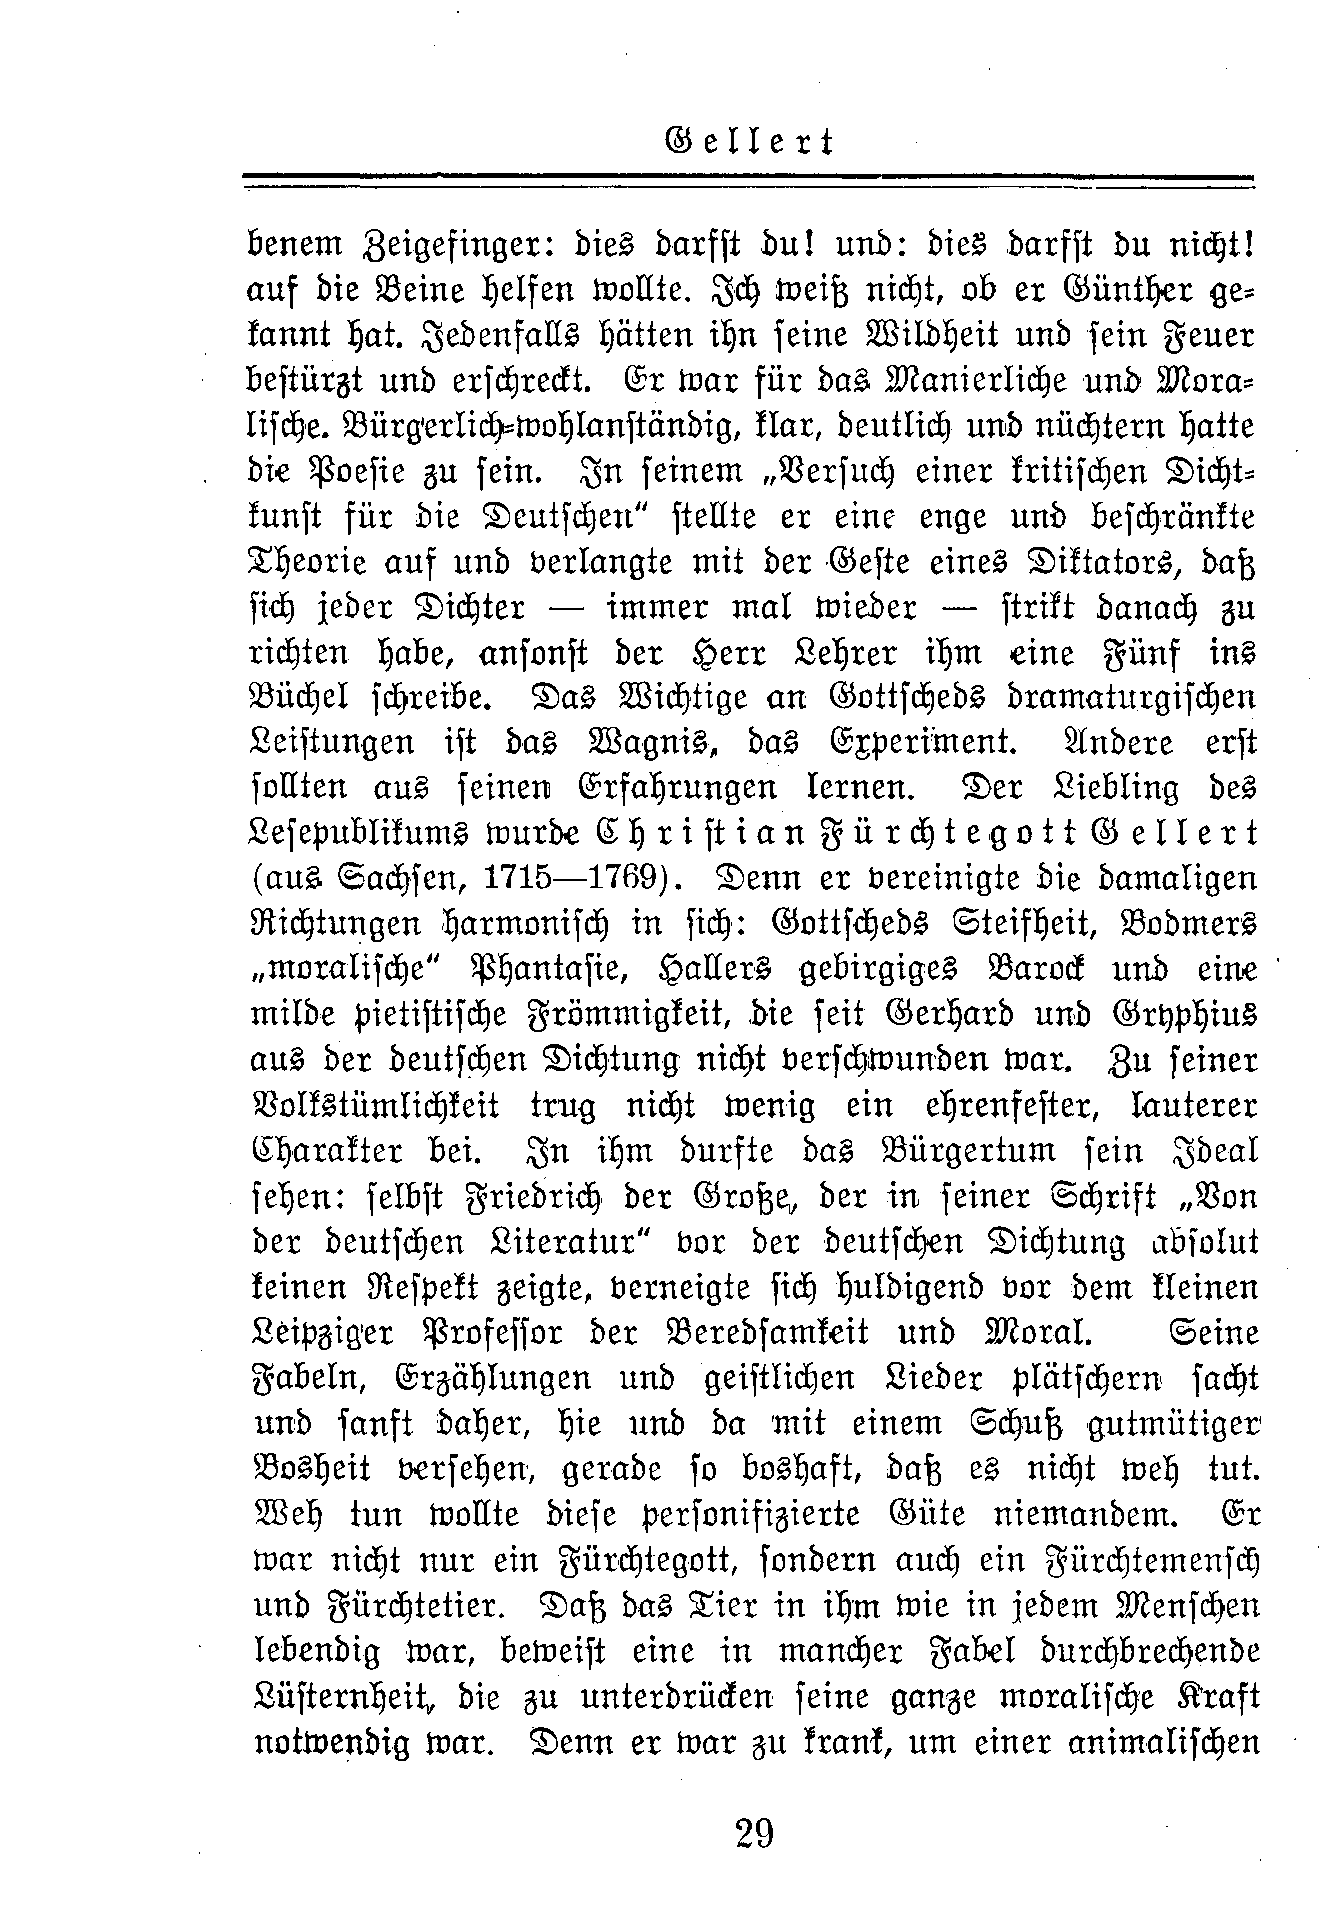 Gellert
benem Zeigefinger: dies darfst du! und: dies darfst du nicht!
auf die Beine helfen wollte. Ich weiß nicht, ob er Günther ge-
kannt hat. Jedenfalls hätten ihn seine Wildheit und sein Feuer
bestürzt und erschreckt. Er war für das Manierliche und Mora-
lische. Bürgerlich-wohlanständig, klar, deutlich und nüchtern hatte
die Poesie zu sein. In seinem „Versuch einer kritischen Dicht-
kunst für die Deutschen“ stellte er eine enge und beschränkte
Theorie auf und verlangte mit der Geste eines Diktators, daß
sich jeder Dichter — immer mal wieder — strikt danach zu
richten habe, ansonst der Herr Lehrer ihm eine Fünf ins
Büchel schreibe. Das Wichtige an Gottscheds dramaturgischen
Leistungen ist das Wagnis, das Experiment. Andere erst
sollten aus seinen Erfahrungen lernen. Der Liebling des
Lesepublikums wurde Christian Fürchtegott Gellert
(aus Sachsen, 1715—1769). Denn er vereinigte die damaligen
Richtungen harmonisch in sich: Gottscheds Steifheit, Bodmers
„moralische“ Phantasie, Hallers gebirgiges Barock und eine
milde pietistische Frömmigkeit, die seit Gerhard und Gryphius
aus der deutschen Dichtung nicht verschwunden war. Zu seiner
Volkstümlichkeit trug nicht wenig ein ehrenfester, lauterer
Charakter bei. In ihm durfte das Bürgertum sein Ideal
sehen: selbst Friedrich der Große, der in seiner Schrift „Von
der deutschen Literatur“ vor der deutschen Dichtung absolut
keinen Respekt zeigte, verneigte sich huldigend vor dem kleinen
Leipziger Professor der Beredsamkeit und Moral. Seine
Fabeln, Erzählungen und geistlichen Lieder plätschern sacht
und sanft daher, hie und da mit einem Schuß gutmütiger
Bosheit versehen, gerade so boshaft, daß es nicht weh tut.
Weh tun wollte diese personifizierte Güte niemandem. Er
war nicht nur ein Fürchtegott, sondern auch ein Fürchtemensch
und Fürchtetier. Daß das Tier in ihm wie in jedem Menschen
lebendig war, beweist eine in mancher Fabel durchbrechende
Lüsternheit, die zu unterdrücken seine ganze moralische Kraft
notwendig war. Denn er war zu krank, um einer animalischen
29